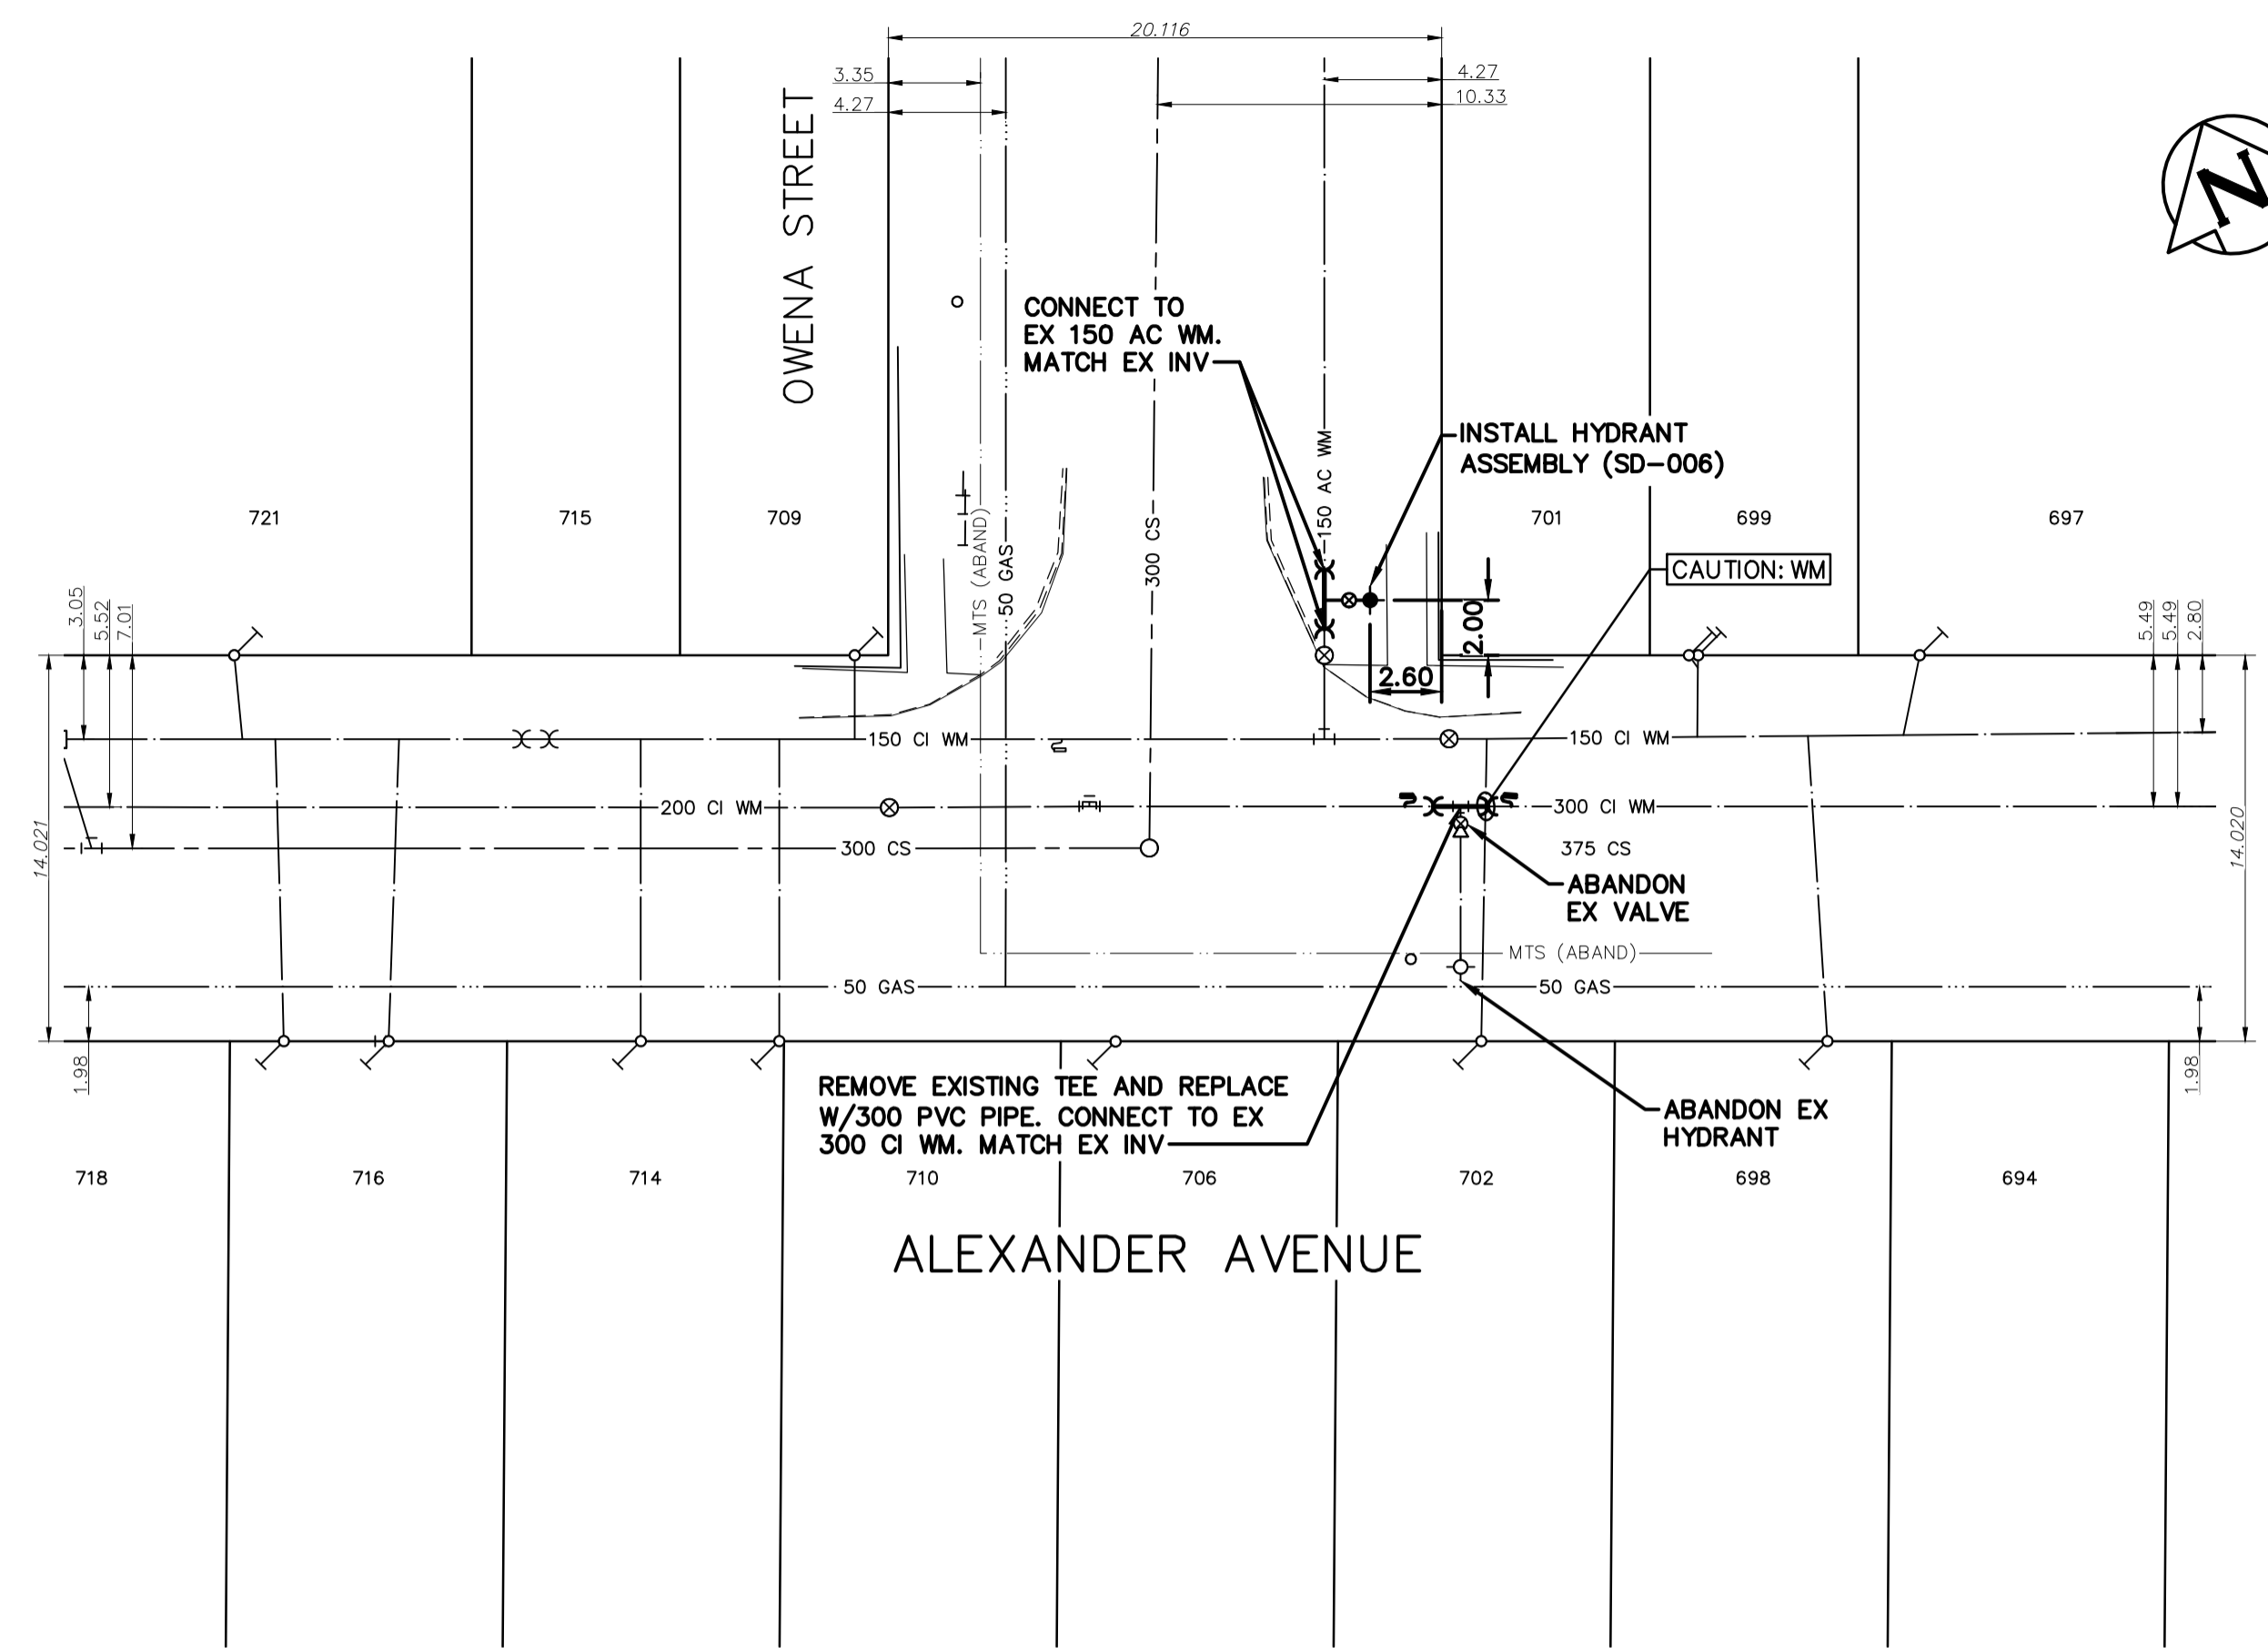 20.116
3.35
4.27
4.27
10.33
OWENA STREET
N
CONNECT TO
EX 150 AC WM.
MATCH EX INV
INSTALL HYDRANT
ASSEMBLY (SD-006)
721
715
709
MTS (ABAND)
50 GAS
300 CS
150 AC WM
701
699
697
CAUTION: WM
3.05
5.52
7.01
2.00
2.60
5.49
5.49
2.80
150 CI WM
150 CI WM
200 CI WM
300 CI WM
14.021
300 CS
375 CS
14.020
ABANDON
EX VALVE
MTS (ABAND)
50 GAS
50 GAS
1.98
1.98
REMOVE EXISTING TEE AND REPLACE
W/300 PVC PIPE. CONNECT TO EX
300 CI WM. MATCH EX INV
ABANDON EX
HYDRANT
718
716
714
710
706
702
698
694
ALEXANDER AVENUE